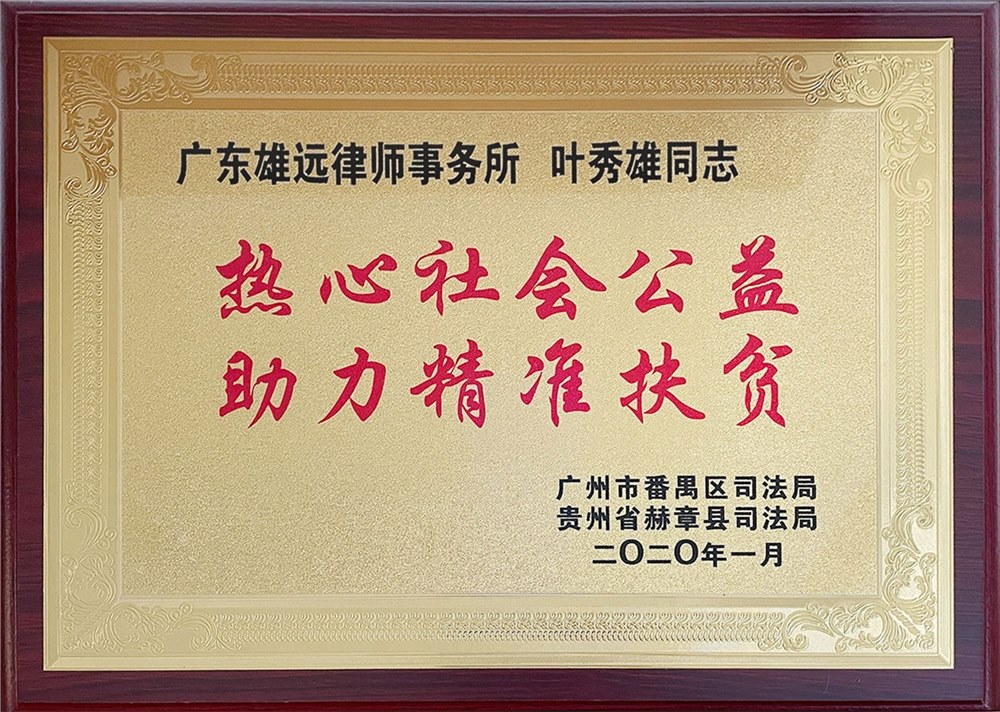 广东雄远律师事务所 叶秀雄同志
热心社会公益
助力精准扶贫
广州市番禺区司法局
贵州省赫章县司法局
二〇二〇年一月